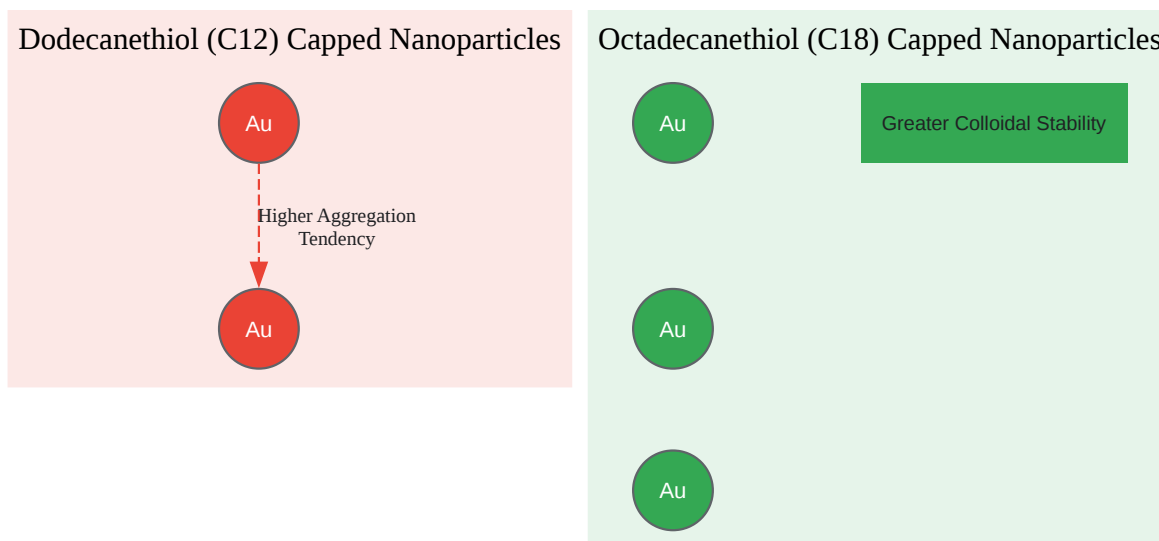 Dodecanethiol (C12) Capped Nanoparticles
Au
Higher Aggregation
Tendency
Au
Octadecanethiol (C18) Capped Nanoparticles
Au
Greater Colloidal Stability
Au
Au